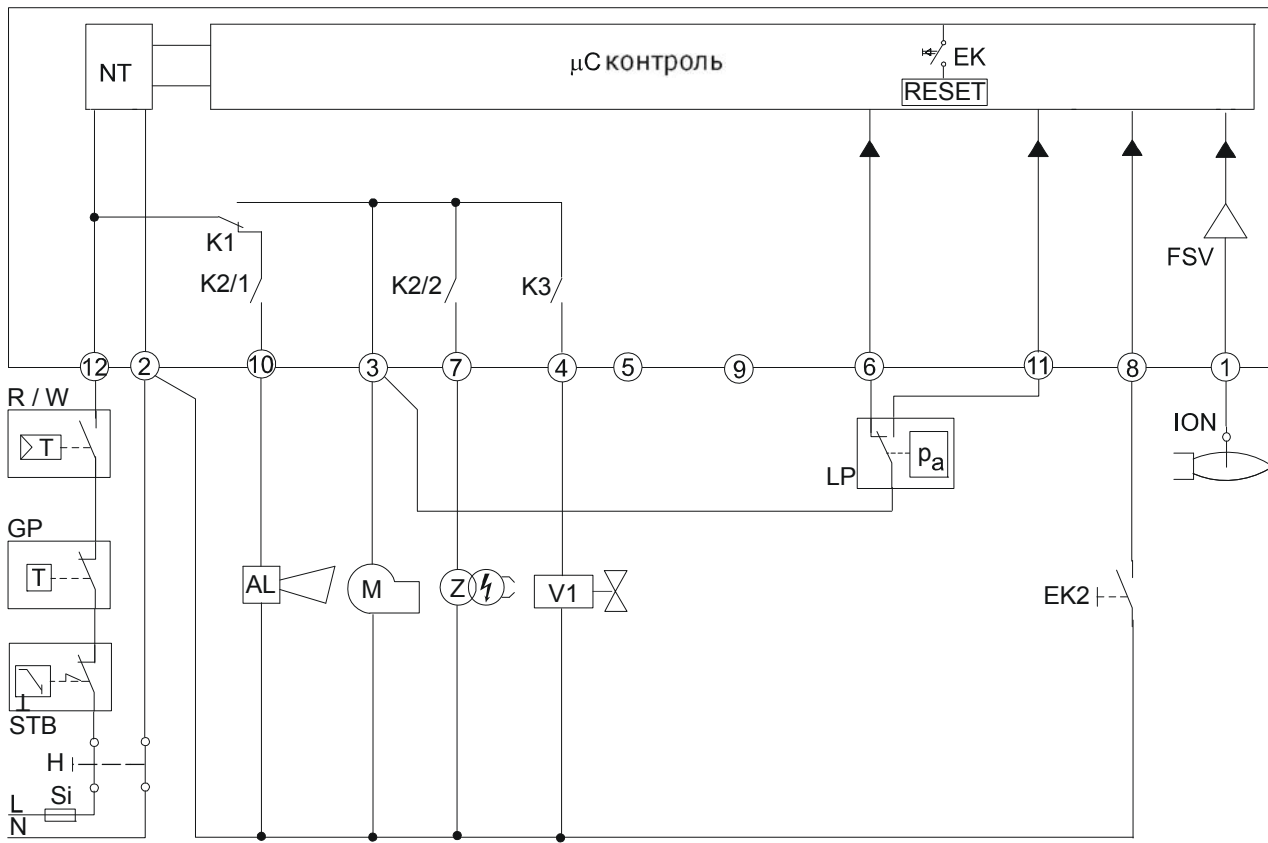 NT
µC контроль
EK
RESET
FSV
K1
K2/1
K2/2
K3
12
2
10
3
7
4
5
9
6
11
8
1
R / W
T
ION
LP
pa
GP
T
AL
M
Z
V1
EK2
STB
H
Si
L
N